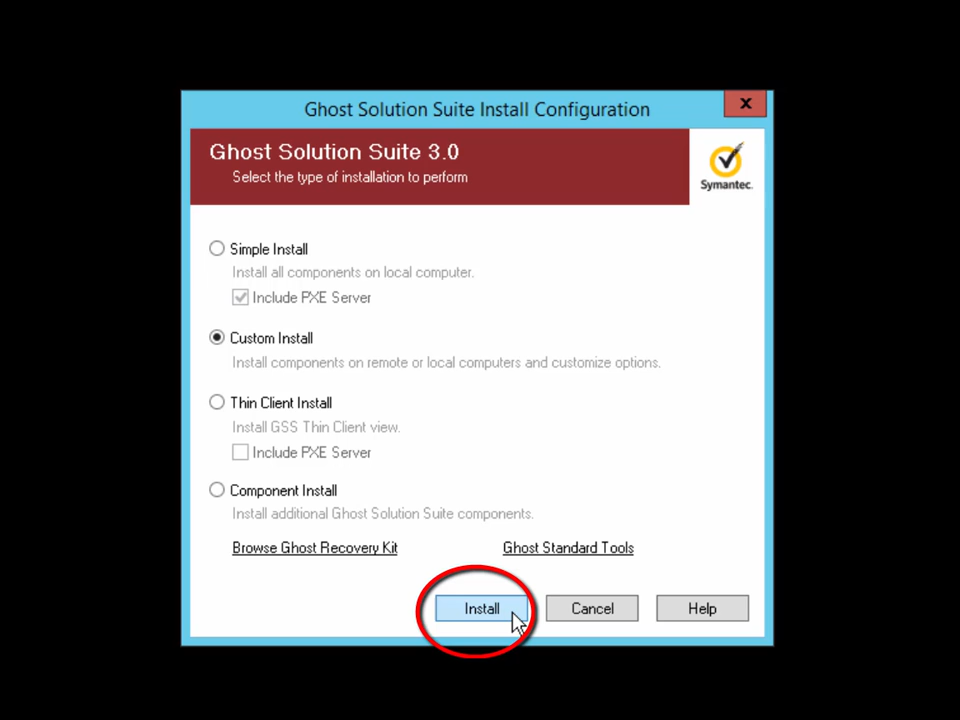 Ghost Solution Suite Install Configuration
x
Ghost Solution Suite 3.0
Select the type of installation to perform
Symantec.
Simple Install
Install all components on local computer.
Include PXE Server
Custom Install
Install components on remote or local computers and customize options.
Thin Client Install
Install GSS Thin Client view.
Include PXE Server
Component Install
Install additional Ghost Solution Suite components.
Browse Ghost Recovery Kit Ghost Standard Tools
Install Cancel Help